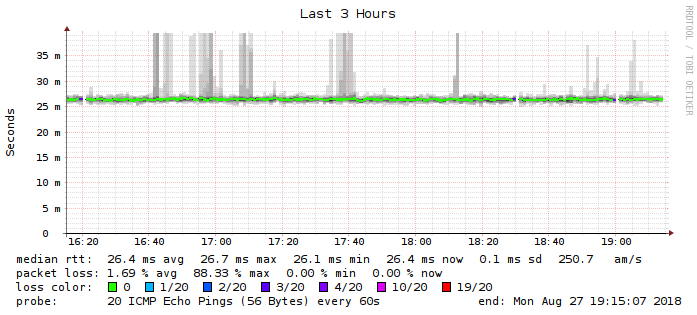 Last 3 Hours
RRDTOOL / TOBI OETIKER
Seconds
35 m
30 m
25 m
20 m
15 m
10 m
5 m
0
16:20 16:40 17:00 17:20 17:40 18:00 18:20 18:40 19:00
median rtt: 26.4 ms avg 26.7 ms max 26.1 ms min 26.4 ms now 0.1 ms sd 250.7 am/s
packet loss: 1.69 % avg 88.33 % max 0.00 % min 0.00 % now
loss color: 0 1/20 2/20 3/20 4/20 10/20 19/20
probe: 20 ICMP Echo Pings (56 Bytes) every 60s end: Mon Aug 27 19:15:07 2018